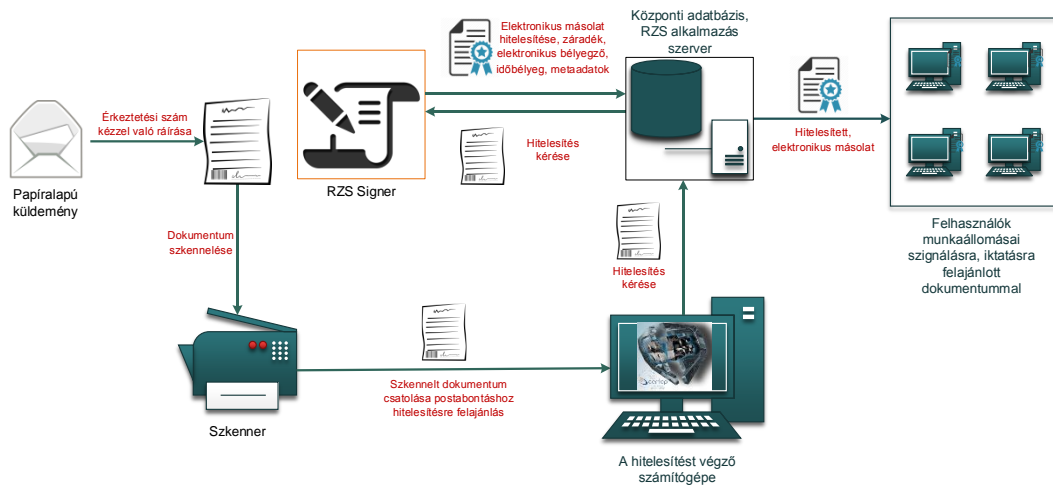 Elektronikus másolat
hitelesítése, záradék,
elektronikus bélyegző,
időbélyeg, metaadatok
Központi adatbázis,
RZS alkalmazás
szerver
Érkeztetési szám
kézzel való ráírása
Papíralapú
küldemény
RZS Signer
Hitelesítés
kérése
Hitelesített,
elektronikus másolat
Felhasználók
munkaállomásai
szignálásra, iktatásra
felajánlott
dokumentummal
Dokumentum
szkennelése
Hitelesítés
kérése
Szkennelt dokumentum
csatolása postabontáshoz
hitelesítésre felajánlás
Szkenner
A hitelesítést végző
számítógépe